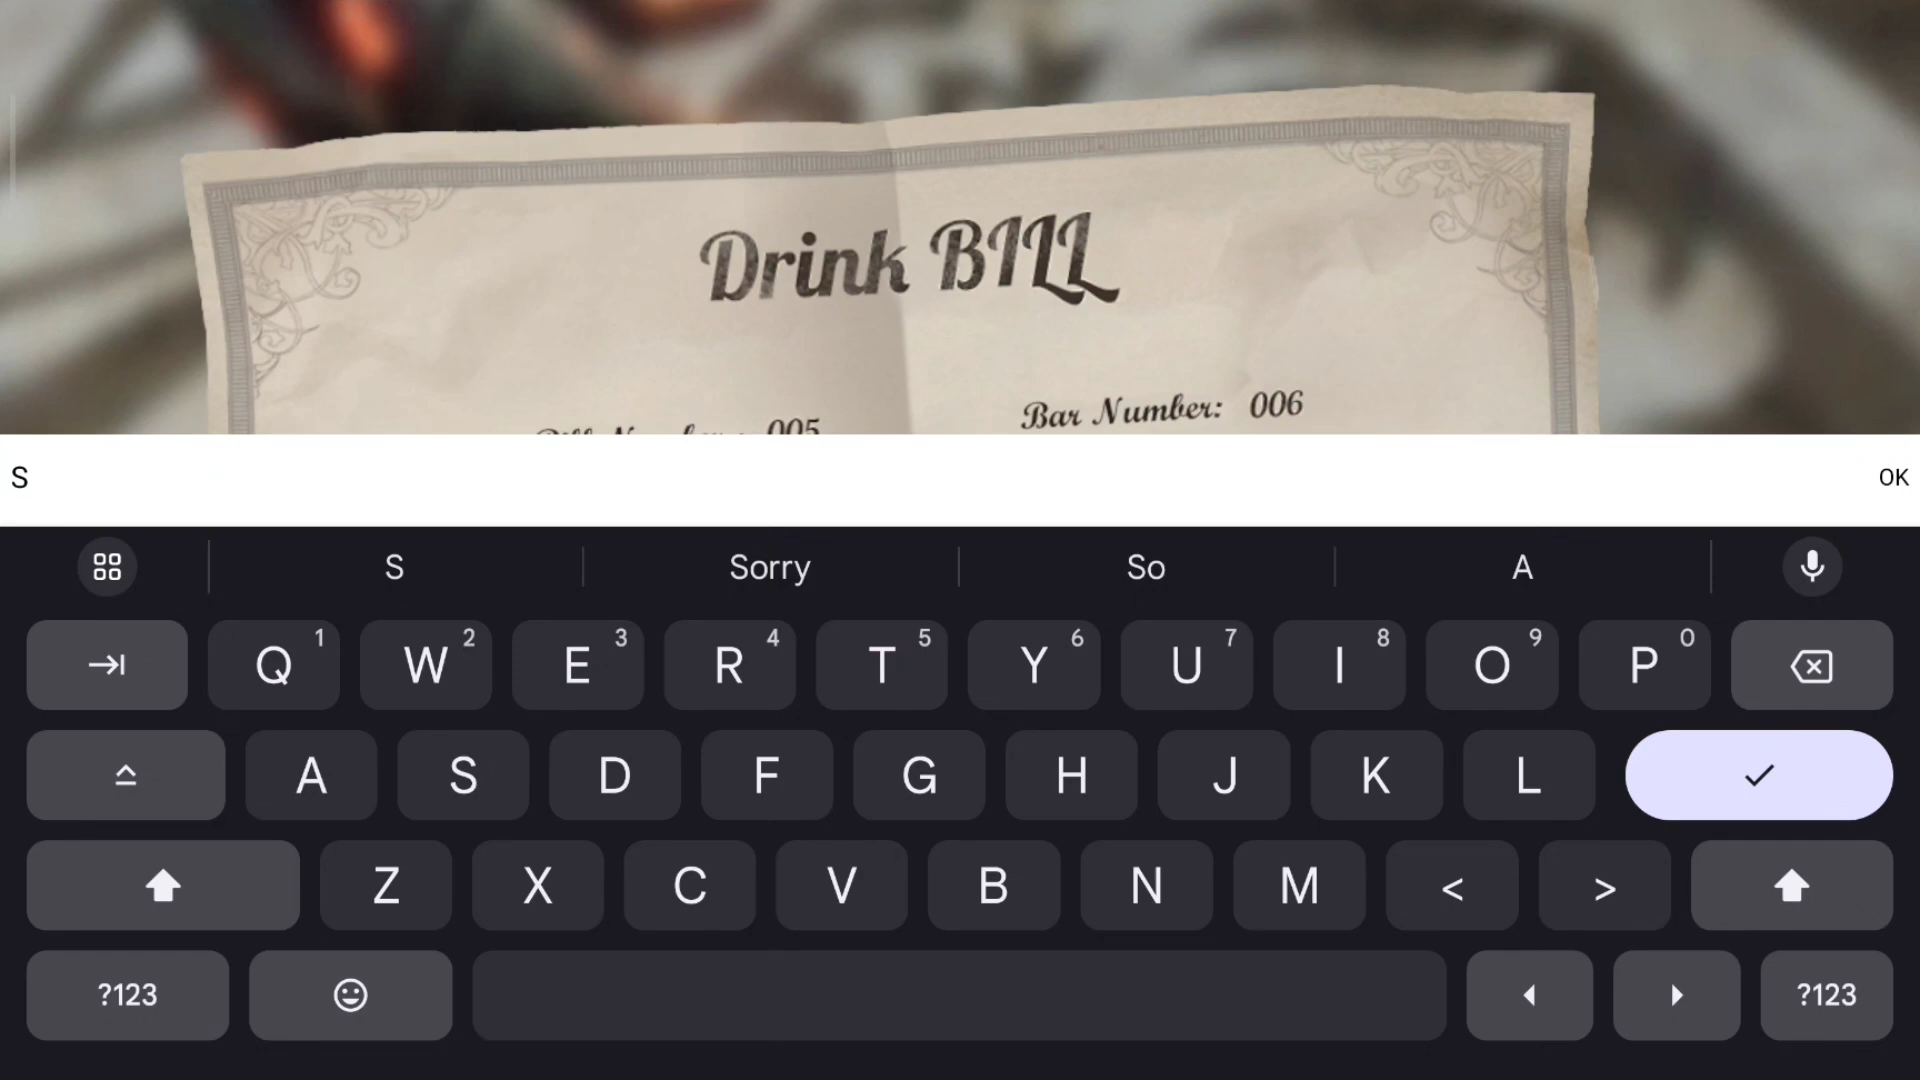 Drink BILL
Bar Number: 006
005
S
OK
S
Sorry
So
A
Q 1 W 2 E 3 R 4 T 5 Y 6 U 7 I 8 O 9 P 0
A S D F G H J K L
Z X C V B N M < >
?123 ?123